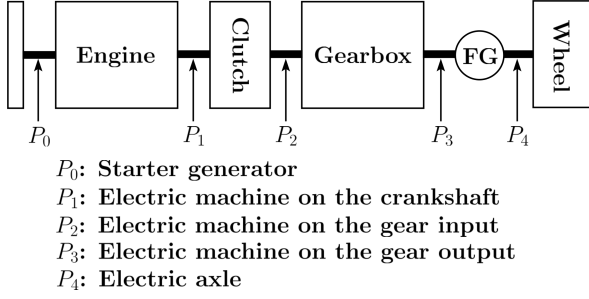 Engine
Clutch
Gearbox
FG
Wheel
P₀
P₁
P₂
P₃
P₄
P₀: Starter generator
P₁: Electric machine on the crankshaft
P₂: Electric machine on the gear input
P₃: Electric machine on the gear output
P₄: Electric axle